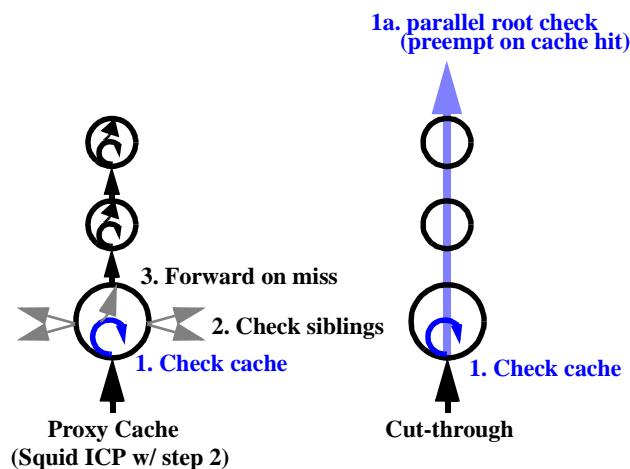 1a. parallel root check
(preempt on cache hit)
3. Forward on miss
2. Check siblings
1. Check cache
1. Check cache
Proxy Cache
(Squid ICP w/ step 2)
Cut-through